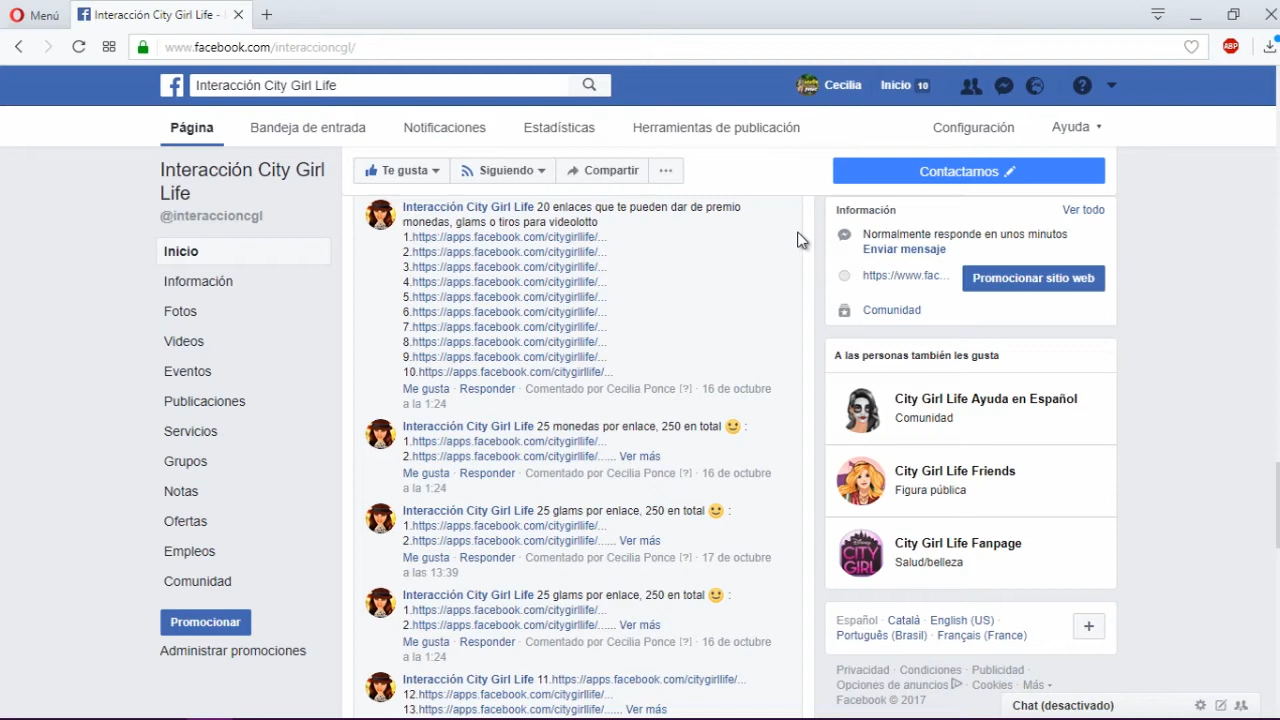 Menú
Interacción City Girl Life -
www.facebook.com/interaccioncgl/
ABP
Interacción City Girl Life
Cecilia
Inicio 10
Página
Bandeja de entrada
Notificaciones
Estadísticas
Herramientas de publicación
Configuración
Ayuda
Interacción City Girl
Life
@interaccioncgl
Inicio
Información
Fotos
Videos
Eventos
Publicaciones
Servicios
Grupos
Notas
Ofertas
Empleos
Comunidad
Promocionar
Administrar promociones
Te gusta
Siguiendo
Compartir
Contactarnos
Interacción City Girl Life 20 enlaces que te pueden dar de premio
monedas, glams o tiros para videolotto
1.https://apps.facebook.com/citygirllife/...
2.https://apps.facebook.com/citygirllife/...
3.https://apps.facebook.com/citygirllife/...
4.https://apps.facebook.com/citygirllife/...
5.https://apps.facebook.com/citygirllife/...
6.https://apps.facebook.com/citygirllife/...
7.https://apps.facebook.com/citygirllife/...
8.https://apps.facebook.com/citygirllife/...
9.https://apps.facebook.com/citygirllife/...
10.https://apps.facebook.com/citygirllife/...
Me gusta · Responder · Comentado por Cecilia Ponce [?] · 16 de octubre
a la 1:24
Interacción City Girl Life 25 monedas por enlace, 250 en total :
1.https://apps.facebook.com/citygirllife/...
2.https://apps.facebook.com/citygirllife/...... Ver más
Me gusta · Responder · Comentado por Cecilia Ponce [?] · 16 de octubre
a la 1:24
Interacción City Girl Life 25 glams por enlace, 250 en total :
1.https://apps.facebook.com/citygirllife/...
2.https://apps.facebook.com/citygirllife/...... Ver más
Me gusta · Responder · Comentado por Cecilia Ponce [?] · 17 de octubre
a las 13:39
Interacción City Girl Life 25 glams por enlace, 250 en total :
1.https://apps.facebook.com/citygirllife/...
2.https://apps.facebook.com/citygirllife/...... Ver más
Me gusta · Responder · Comentado por Cecilia Ponce [?] · 16 de octubre
a la 1:24
Interacción City Girl Life 11.https://apps.facebook.com/citygirllife/...
12.https://apps.facebook.com/citygirllife/...
13.https://apps.facebook.com/citygirllife/...... Ver más
Información
Ver todo
Normalmente responde en unos minutos
Enviar mensaje
https://www.fac...
Promocionar sitio web
Comunidad
A las personas también les gusta
City Girl Life Ayuda en Español
Comunidad
City Girl Life Friends
Figura pública
CITY GIRL
City Girl Life Fanpage
Salud/belleza
Español · Català · English (US) ·
Português (Brasil) · Français (France)
Privacidad · Condiciones · Publicidad ·
Opciones de anuncios · Cookies · Más
Facebook © 2017
Chat (desactivado)